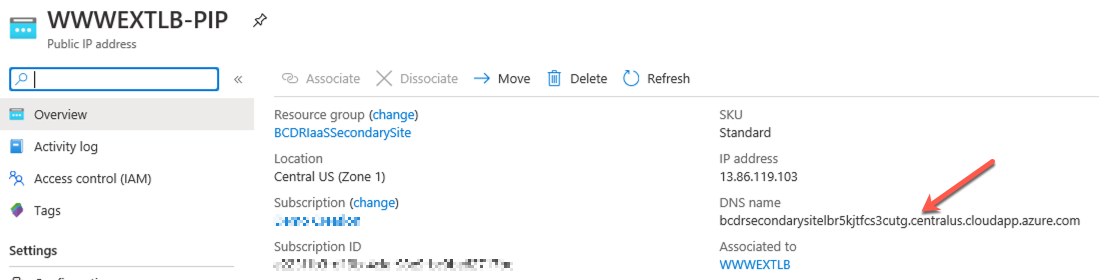 WWWEXTLB-PIP
Public IP address
«
Associate Dissociate Move Delete Refresh
Overview
Activity log
Access control (IAM)
Tags
Settings
Resource group (change)
BCDRIaaSSecondarySite
Location
Central US (Zone 1)
Subscription (change)
Subscription ID
SKU
Standard
IP address
13.86.119.103
DNS name
bcdrsecondarysitelbr5kjtfcs3cutg.centralus.cloudapp.azure.com
Associated to
WWWEXTLB